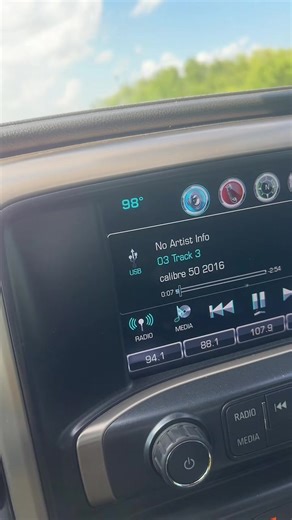 98°
No Artist Info
03 Track 3
USB
calibre 50 2016
0:07
-2:54
RADIO
MEDIA
94.1
88.1
107.9
RADIO
MEDIA